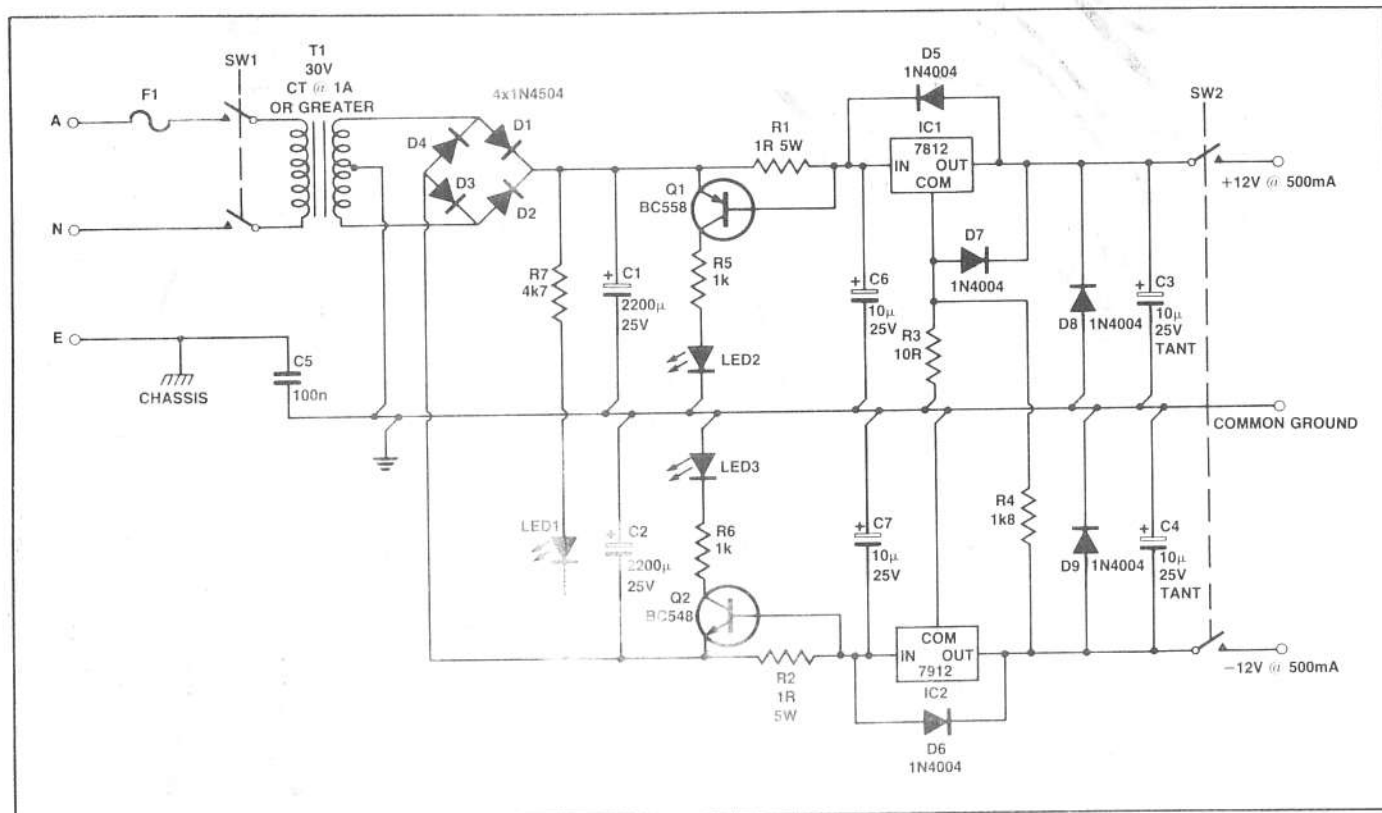 A
F1
SW1
T1
30V
CT @ 1A
OR GREATER
4x1N4504
D4
D1
D3
D2
N
E
CHASSIS
C5
100n
R7
4k7
LED1
+ C1
2200μ
25V
+ C2
2200μ
25V
Q1
BC558
R1
1R 5W
R5
1k
LED2
LED3
R6
1k
Q2
BC548
R2
1R
5W
D5
1N4004
IC1
7812
IN OUT
COM
D7
1N4004
+ C6
10μ
25V
R3
10R
+ C7
10μ
25V
R4
1k8
COM
IN OUT
7912
IC2
D6
1N4004
D8 1N4004
+ C3
10μ
25V
TANT
D9 1N4004
+ C4
10μ
25V
TANT
SW2
+12V @ 500mA
COMMON GROUND
−12V @ 500mA